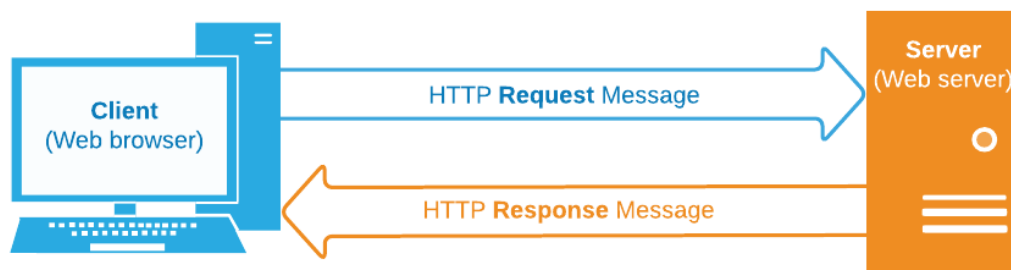 Client
(Web browser)
HTTP Request Message
Server
(Web server)
HTTP Response Message